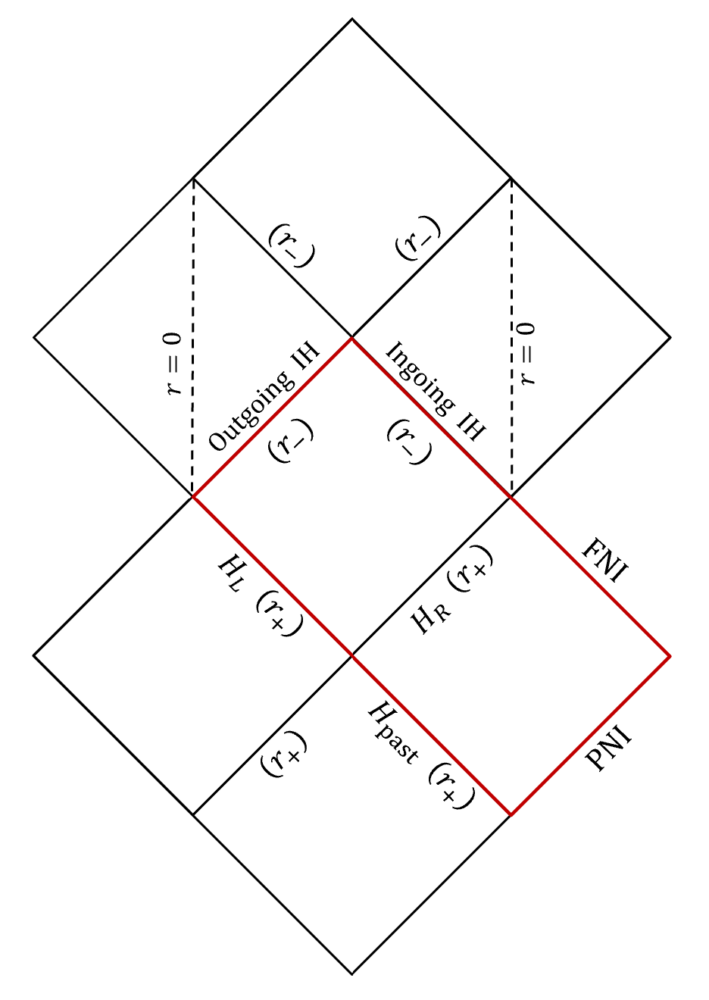 (r₋)
(r₋)
r = 0
r = 0
Outgoing IH
Ingoing IH
(r₋)
(r₋)
H_L (r₊)
H_R (r₊)
FNI
H_past (r₊)
(r₊)
PNI